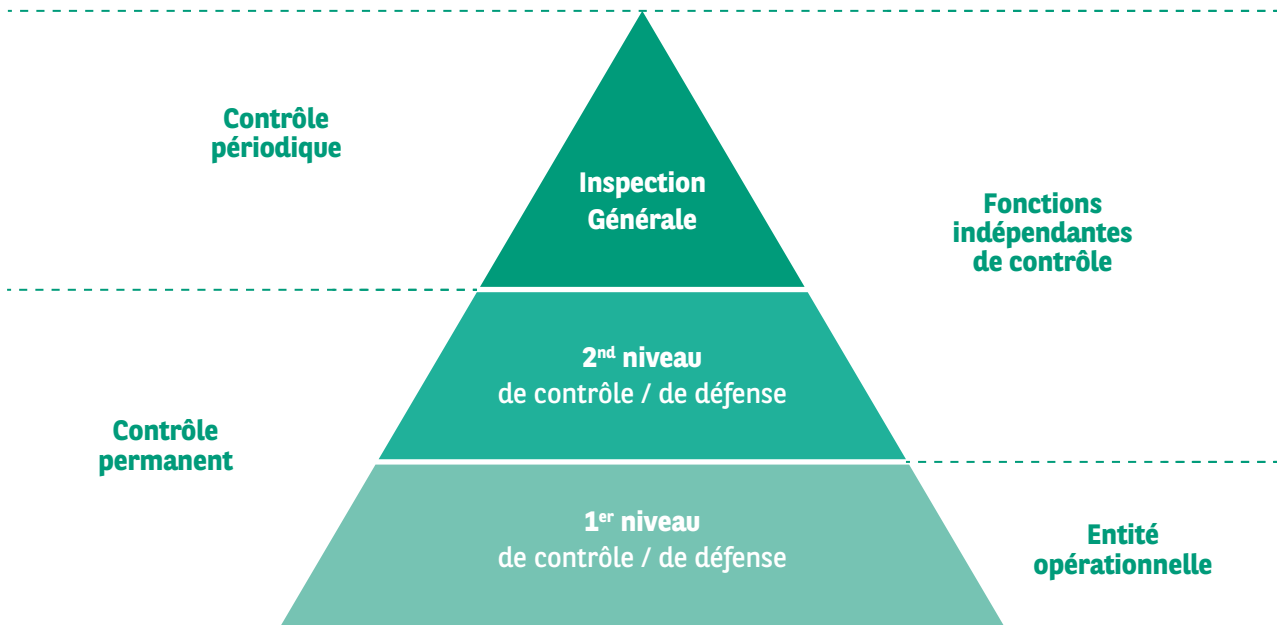 Contrôle
périodique
Inspection
Générale
Fonctions
indépendantes
de contrôle
2nd niveau
de contrôle / de défense
Contrôle
permanent
1er niveau
de contrôle / de défense
Entité
opérationnelle